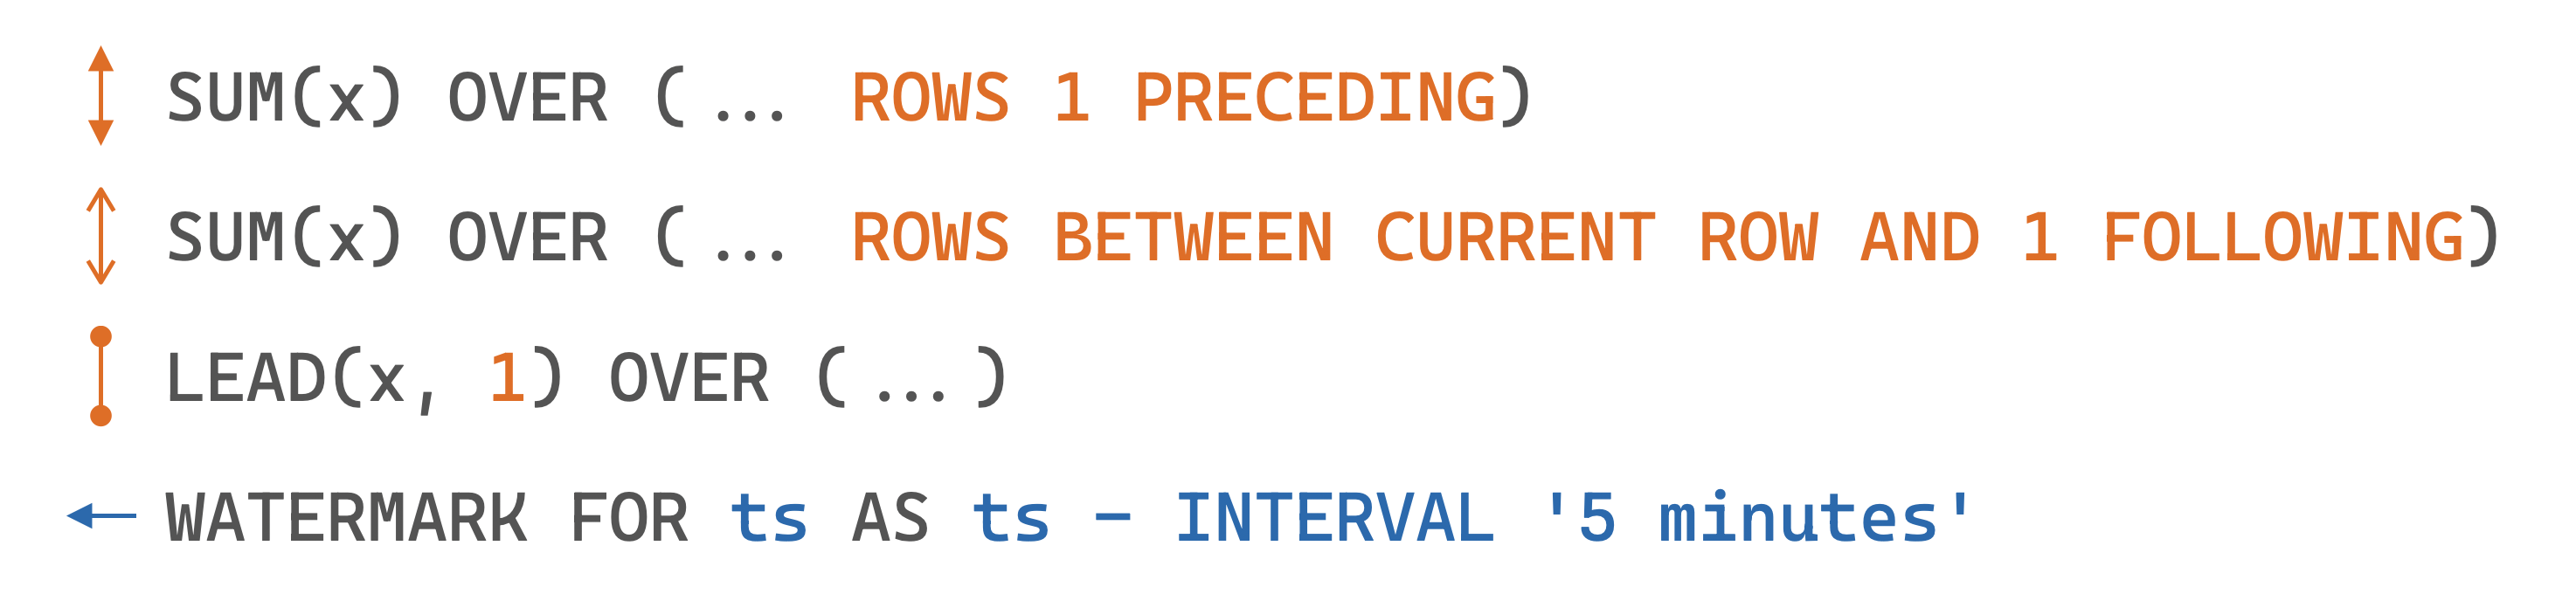 SUM(x) OVER (... ROWS 1 PRECEDING)
SUM(x) OVER (... ROWS BETWEEN CURRENT ROW AND 1 FOLLOWING)
LEAD(x, 1) OVER (...)
WATERMARK FOR ts AS ts - INTERVAL '5 minutes'